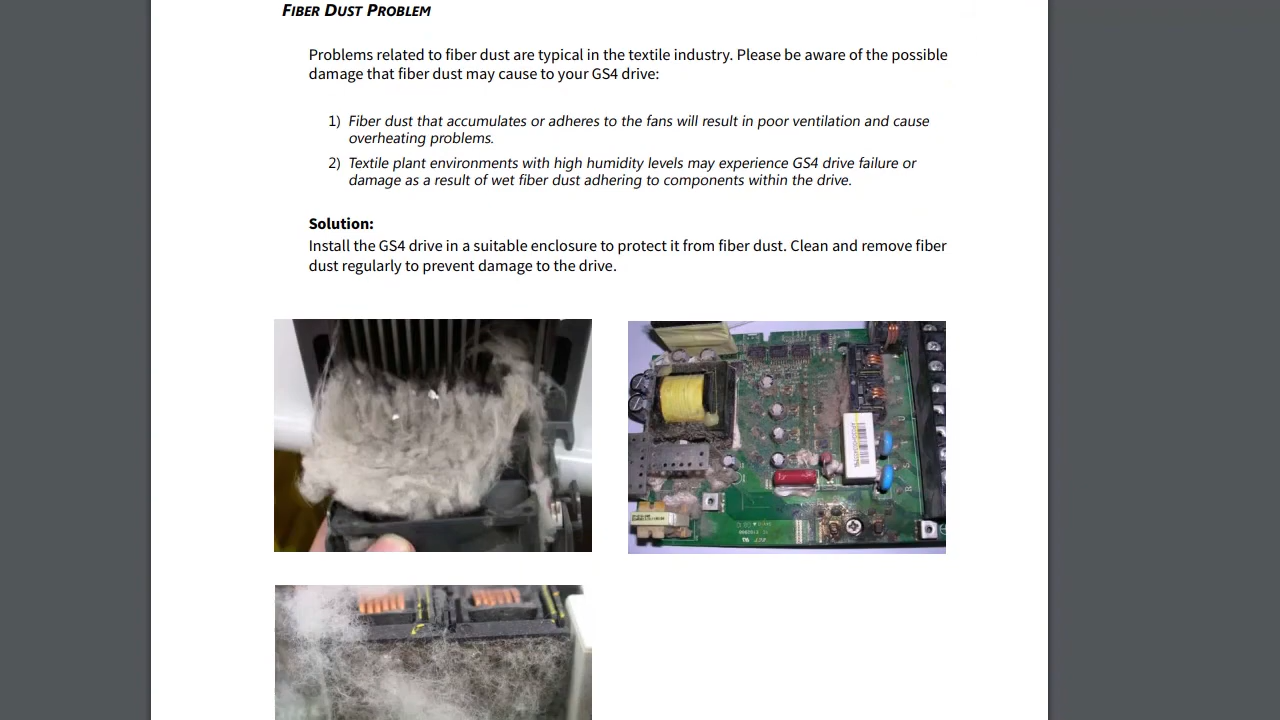 FIBER DUST PROBLEM
Problems related to fiber dust are typical in the textile industry. Please be aware of the possible
damage that fiber dust may cause to your GS4 drive:
1) Fiber dust that accumulates or adheres to the fans will result in poor ventilation and cause
overheating problems.
2) Textile plant environments with high humidity levels may experience GS4 drive failure or
damage as a result of wet fiber dust adhering to components within the drive.
Solution:
Install the GS4 drive in a suitable enclosure to protect it from fiber dust. Clean and remove fiber
dust regularly to prevent damage to the drive.